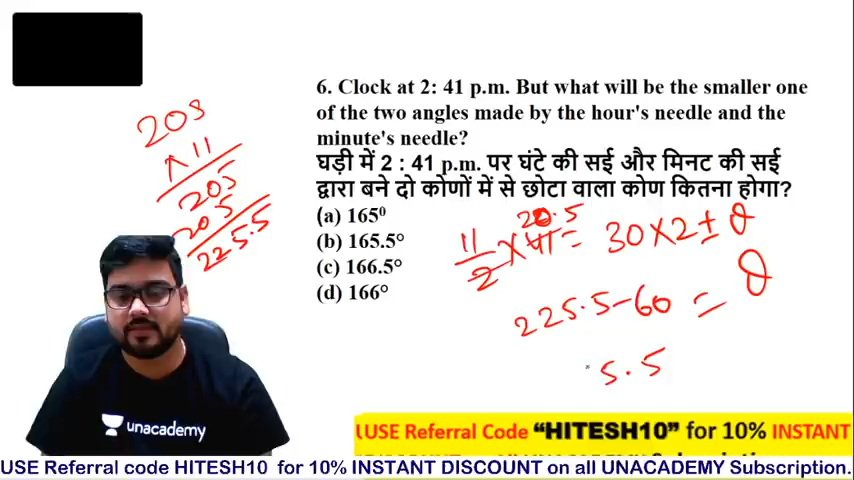 6. Clock at 2: 41 p.m. But what will be the smaller one
of the two angles made by the hour's needle and the
minute's needle?
घड़ी में 2 : 41 p.m. पर घंटे की सई और मिनट की सई
द्वारा बने दो कोणों में से छोटा वाला कोण कितना होगा?
(a) 165⁰
(b) 165.5°
(c) 166.5°
(d) 166°
205
×11
205
205
225.5
11/2 × 41 = 30×2 ± θ
20.5
225.5-60 = θ
5.5
unacademy
USE Referral Code “HITESH10” for 10% INSTANT
USE Referral code HITESH10 for 10% INSTANT DISCOUNT on all UNACADEMY Subscription.